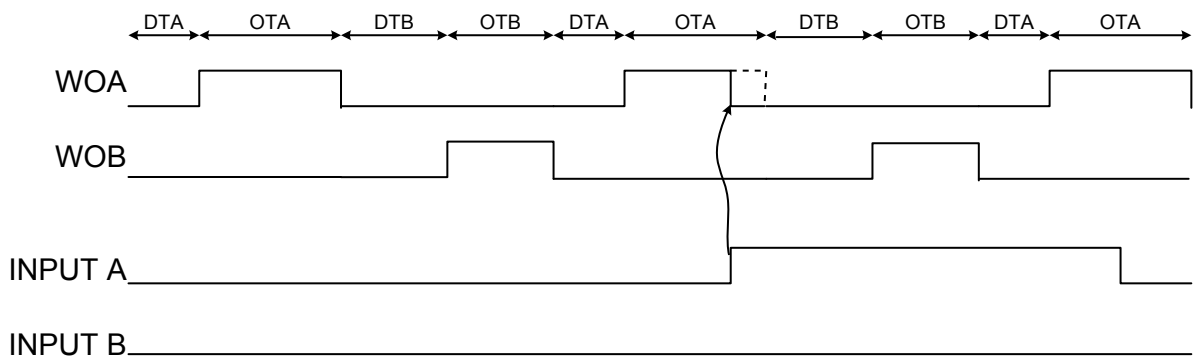 DTA OTA DTB OTB DTA OTA DTB OTB DTA OTA
WOA
WOB
INPUT A
INPUT B